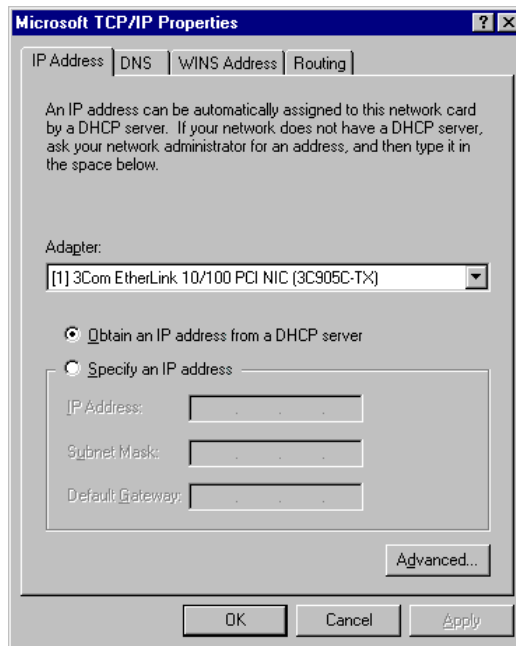 Microsoft TCP/IP Properties
IP Address DNS WINS Address Routing
An IP address can be automatically assigned to this network card
by a DHCP server. If your network does not have a DHCP server,
ask your network administrator for an address, and then type it in
the space below.
Adapter:
[1] 3Com EtherLink 10/100 PCI NIC (3C905C-TX)
Obtain an IP address from a DHCP server
Specify an IP address
IP Address:
Subnet Mask:
Default Gateway:
Advanced...
OK Cancel Apply